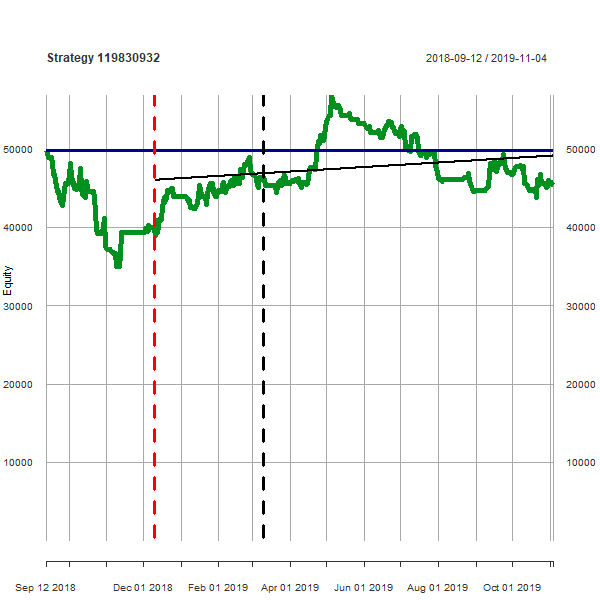 Strategy 119830932
2018-09-12 / 2019-11-04
50000
50000
40000
40000
Equity
30000
30000
20000
20000
10000
10000
Sep 12 2018
Dec 01 2018
Feb 01 2019
Apr 01 2019
Jun 01 2019
Aug 01 2019
Oct 01 2019